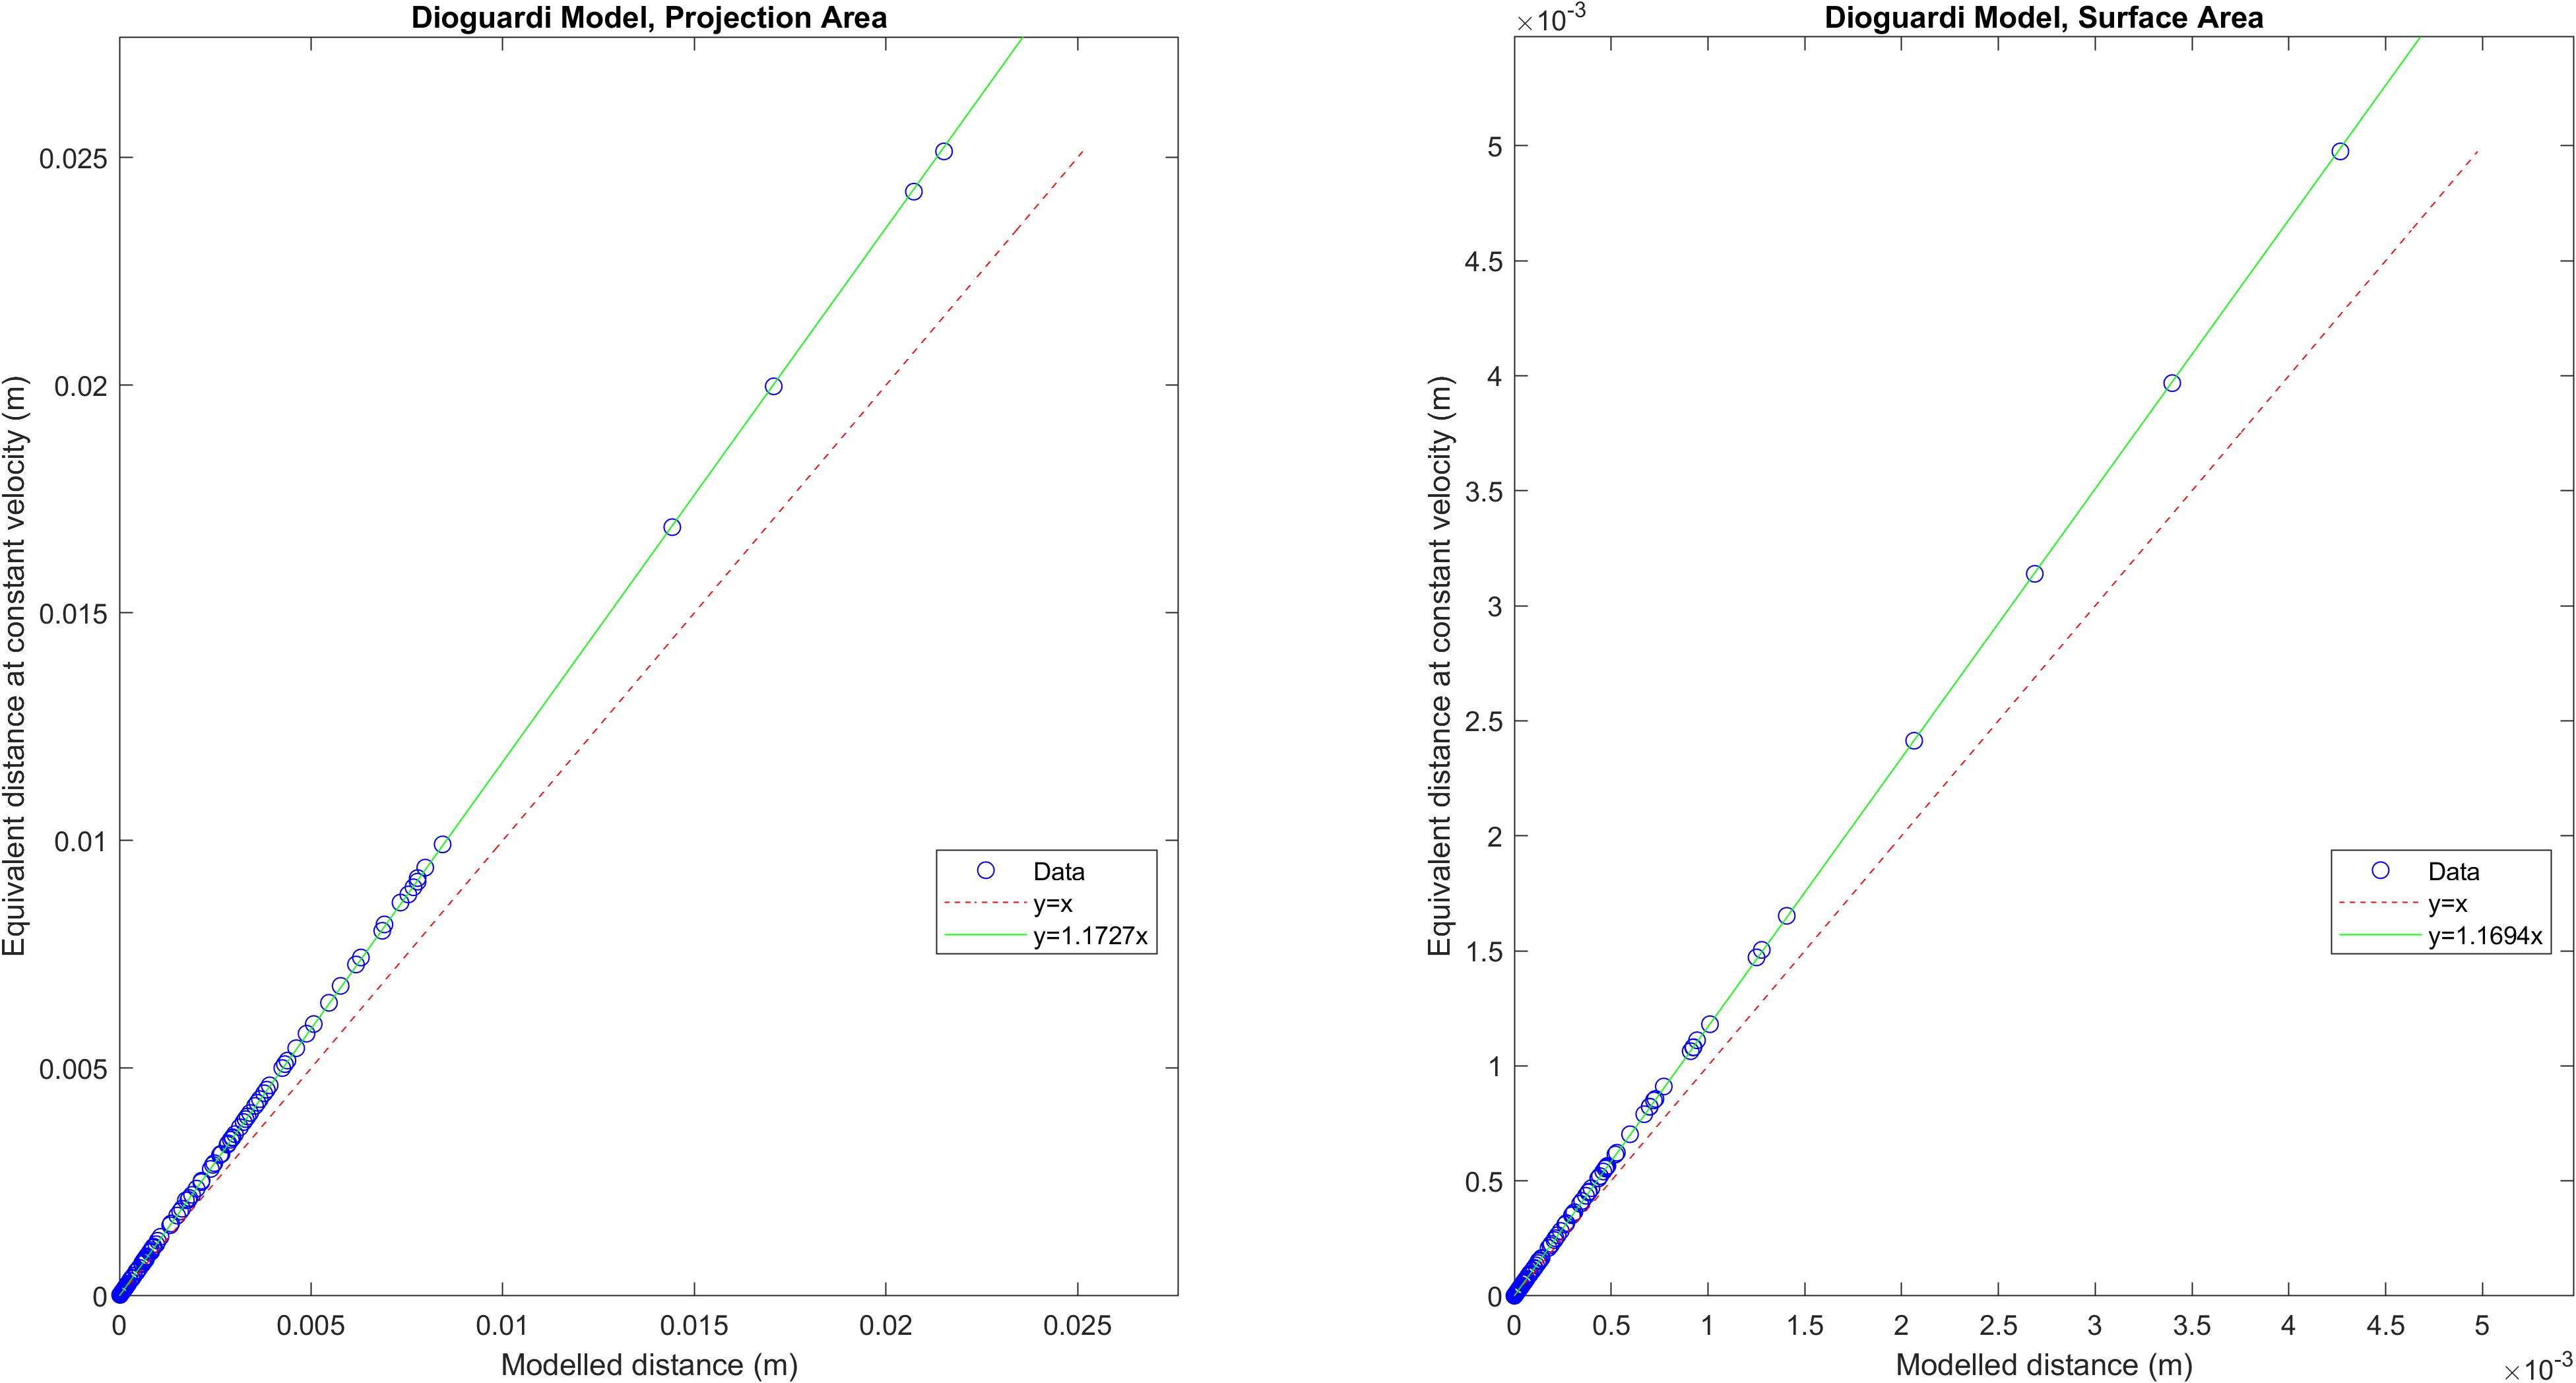 Dioguardi Model, Projection Area
Equivalent distance at constant velocity (m)
0.025
0.02
0.015
0.01
0.005
0
0 0.005 0.01 0.015 0.02 0.025
Modelled distance (m)
Data
y=x
y=1.1727x
Dioguardi Model, Surface Area
×10-3
Equivalent distance at constant velocity (m)
5
4.5
4
3.5
3
2.5
2
1.5
1
0.5
0
0 0.5 1 1.5 2 2.5 3 3.5 4 4.5 5
Modelled distance (m)
×10-3
Data
y=x
y=1.1694x